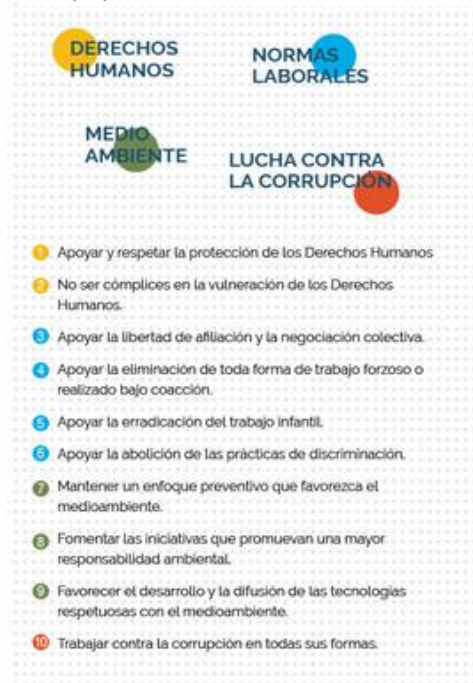 DERECHOS
HUMANOS
NORMAS
LABORALES
MEDIO
AMBIENTE
LUCHA CONTRA
LA CORRUPCIÓN
1 Apoyar y respetar la protección de los Derechos Humanos
2 No ser cómplices en la vulneración de los Derechos
Humanos.
3 Apoyar la libertad de afiliación y la negociación colectiva.
4 Apoyar la eliminación de toda forma de trabajo forzoso o
realizado bajo coacción.
5 Apoyar la erradicación del trabajo infantil.
6 Apoyar la abolición de las prácticas de discriminación.
7 Mantener un enfoque preventivo que favorezca el
medioambiente.
8 Fomentar las iniciativas que promuevan una mayor
responsabilidad ambiental.
9 Favorecer el desarrollo y la difusión de las tecnologías
respetuosas con el medioambiente.
10 Trabajar contra la corrupción en todas sus formas.